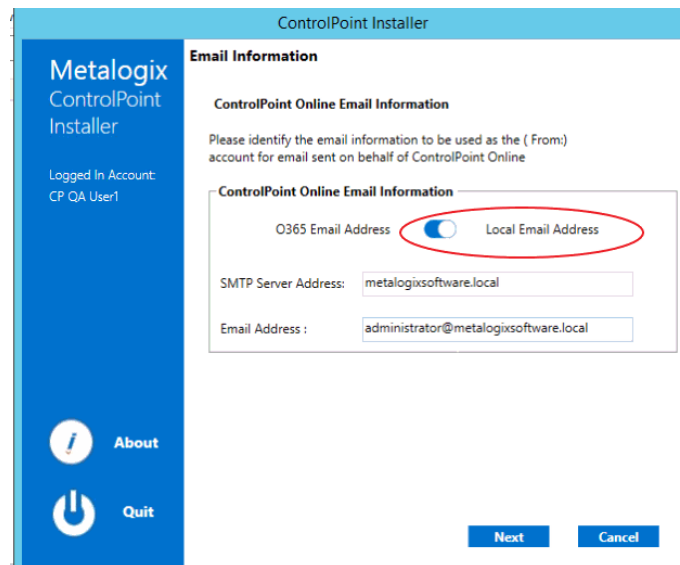 ControlPoint Installer
Metalogix
ControlPoint
Installer
Logged In Account:
CP QA User1
About
Quit
Email Information
ControlPoint Online Email Information
Please identify the email information to be used as the ( From:)
account for email sent on behalf of ControlPoint Online
ControlPoint Online Email Information
O365 Email Address Local Email Address
SMTP Server Address: metalogixsoftware.local
Email Address : administrator@metalogixsoftware.local
Next Cancel